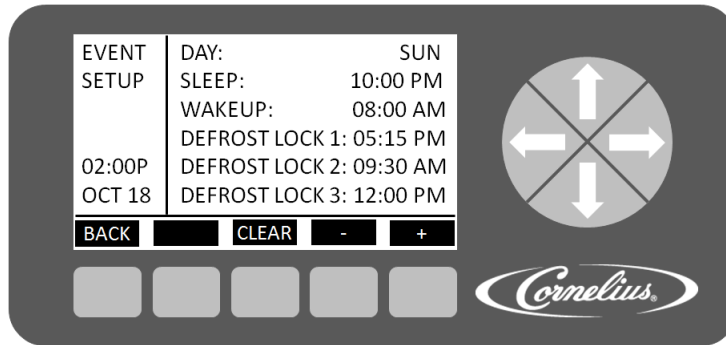 EVENT
SETUP
02:00P
OCT 18
DAY: SUN
SLEEP: 10:00 PM
WAKEUP: 08:00 AM
DEFROST LOCK 1: 05:15 PM
DEFROST LOCK 2: 09:30 AM
DEFROST LOCK 3: 12:00 PM
BACK CLEAR - +
Cornelius®